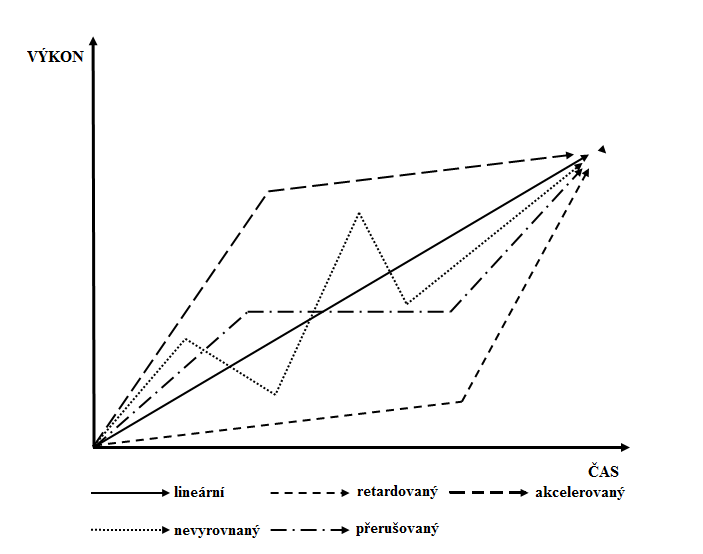 VÝKON
ČAS
lineární
retardovaný
akcelerovaný
nevyrovnaný
přerušovaný